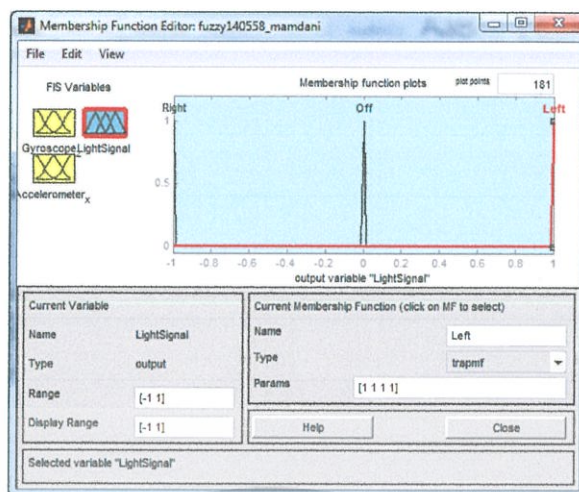 Membership Function Editor: fuzzy140558_mamdani
File Edit View
FIS Variables
Membership function plots
plot points
181
Gyroscope_z
LightSignal
Accelerometer_x
Right
Off
Left
1
0.5
0
-1 -0.8 -0.6 -0.4 -0.2 0 0.2 0.4 0.6 0.8 1
output variable "LightSignal"
Current Variable
Name LightSignal
Type output
Range [-1 1]
Display Range [-1 1]
Current Membership Function (click on MF to select)
Name Left
Type trapmf
Params [1 1 1 1]
Help Close
Selected variable "LightSignal"